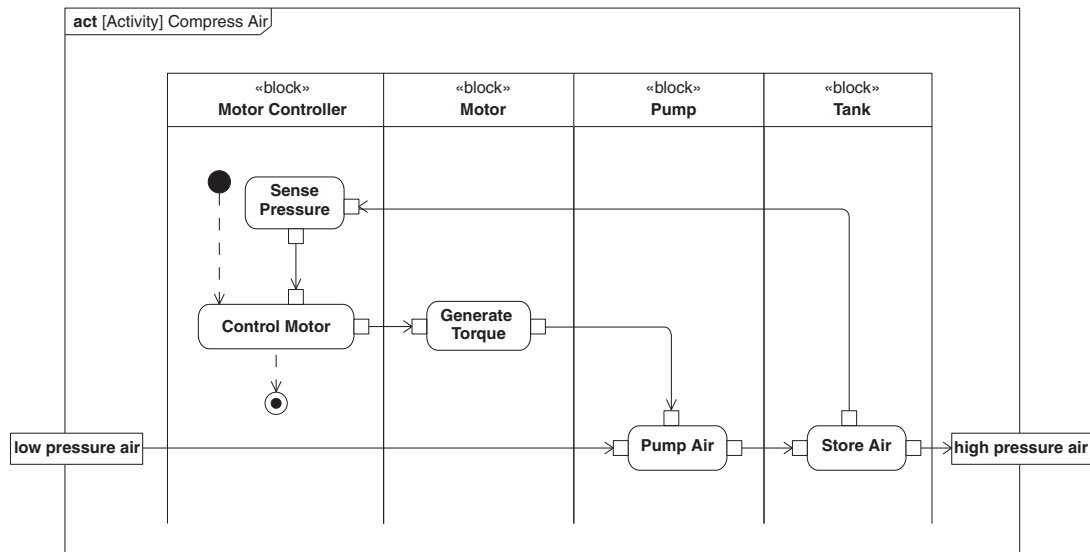 act [Activity] Compress Air
«block»
Motor Controller
«block»
Motor
«block»
Pump
«block»
Tank
Sense
Pressure
Control Motor
Generate
Torque
low pressure air
Pump Air
Store Air
high pressure air